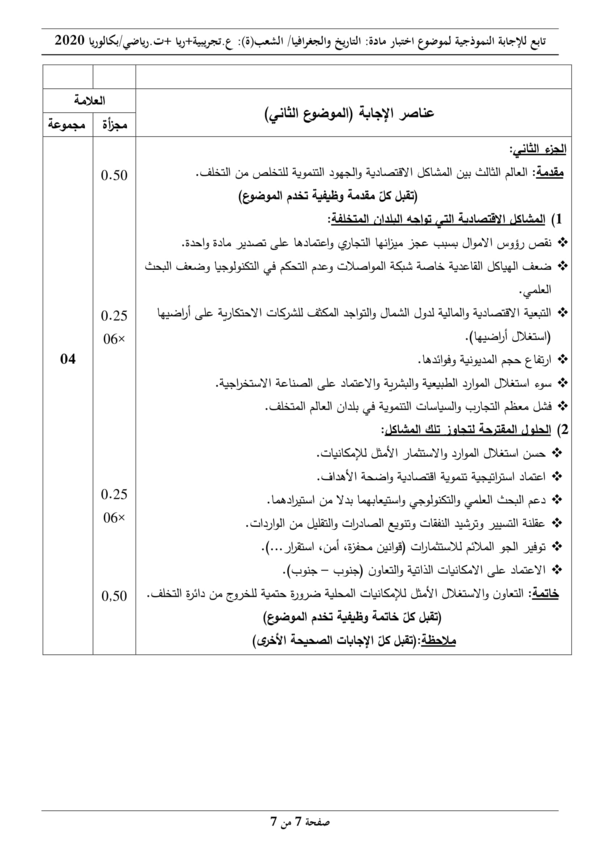 تابع للإجابة النموذجية لموضوع اختبار مادة: التاريخ والجغرافيا/ الشعب(ة): ع.تجريبية+ريا +ت.رياضي/بكالوريا 2020
العلامة
عناصر الإجابة (الموضوع الثاني)
مجزأة
مجموعة
الجزء الثاني:
مقدمة: العالم الثالث بين المشاكل الاقتصادية والجهود التنموية للتخلص من التخلف.
0.50
(تقبل كلّ مقدمة وظيفية تخدم الموضوع)
1) المشاكل الاقتصادية التي تواجه البلدان المتخلفة:
❖ نقص رؤوس الاموال بسبب عجز ميزانها التجاري واعتمادها على تصدير مادة واحدة.
❖ ضعف الهياكل القاعدية خاصة شبكة المواصلات وعدم التحكم في التكنولوجيا وضعف البحث
العلمي.
❖ التبعية الاقتصادية والمالية لدول الشمال والتواجد المكثف للشركات الاحتكارية على أراضيها
0.25
(استغلال أراضيها).
06×
❖ ارتفاع حجم المديونية وفوائدها.
04
❖ سوء استغلال الموارد الطبيعية والبشرية والاعتماد على الصناعة الاستخراجية.
❖ فشل معظم التجارب والسياسات التنموية في بلدان العالم المتخلف.
2) الحلول المقترحة لتجاوز تلك المشاكل:
❖ حسن استغلال الموارد والاستثمار الأمثل للإمكانيات.
❖ اعتماد استراتيجية تنموية اقتصادية واضحة الأهداف.
❖ دعم البحث العلمي والتكنولوجي واستيعابهما بدلا من استيرادهما.
0.25
❖ عقلنة التسيير وترشيد النفقات وتنويع الصادرات والتقليل من الواردات.
06×
❖ توفير الجو الملائم للاستثمارات (قوانين محفزة، أمن، استقرار...).
❖ الاعتماد على الامكانيات الذاتية والتعاون (جنوب – جنوب).
خاتمة: التعاون والاستغلال الأمثل للإمكانيات المحلية ضرورة حتمية للخروج من دائرة التخلف.
0,50
(تقبل كلّ خاتمة وظيفية تخدم الموضوع)
ملاحظة:(تقبل كلّ الإجابات الصحيحة الأخرى)
صفحة 7 من 7